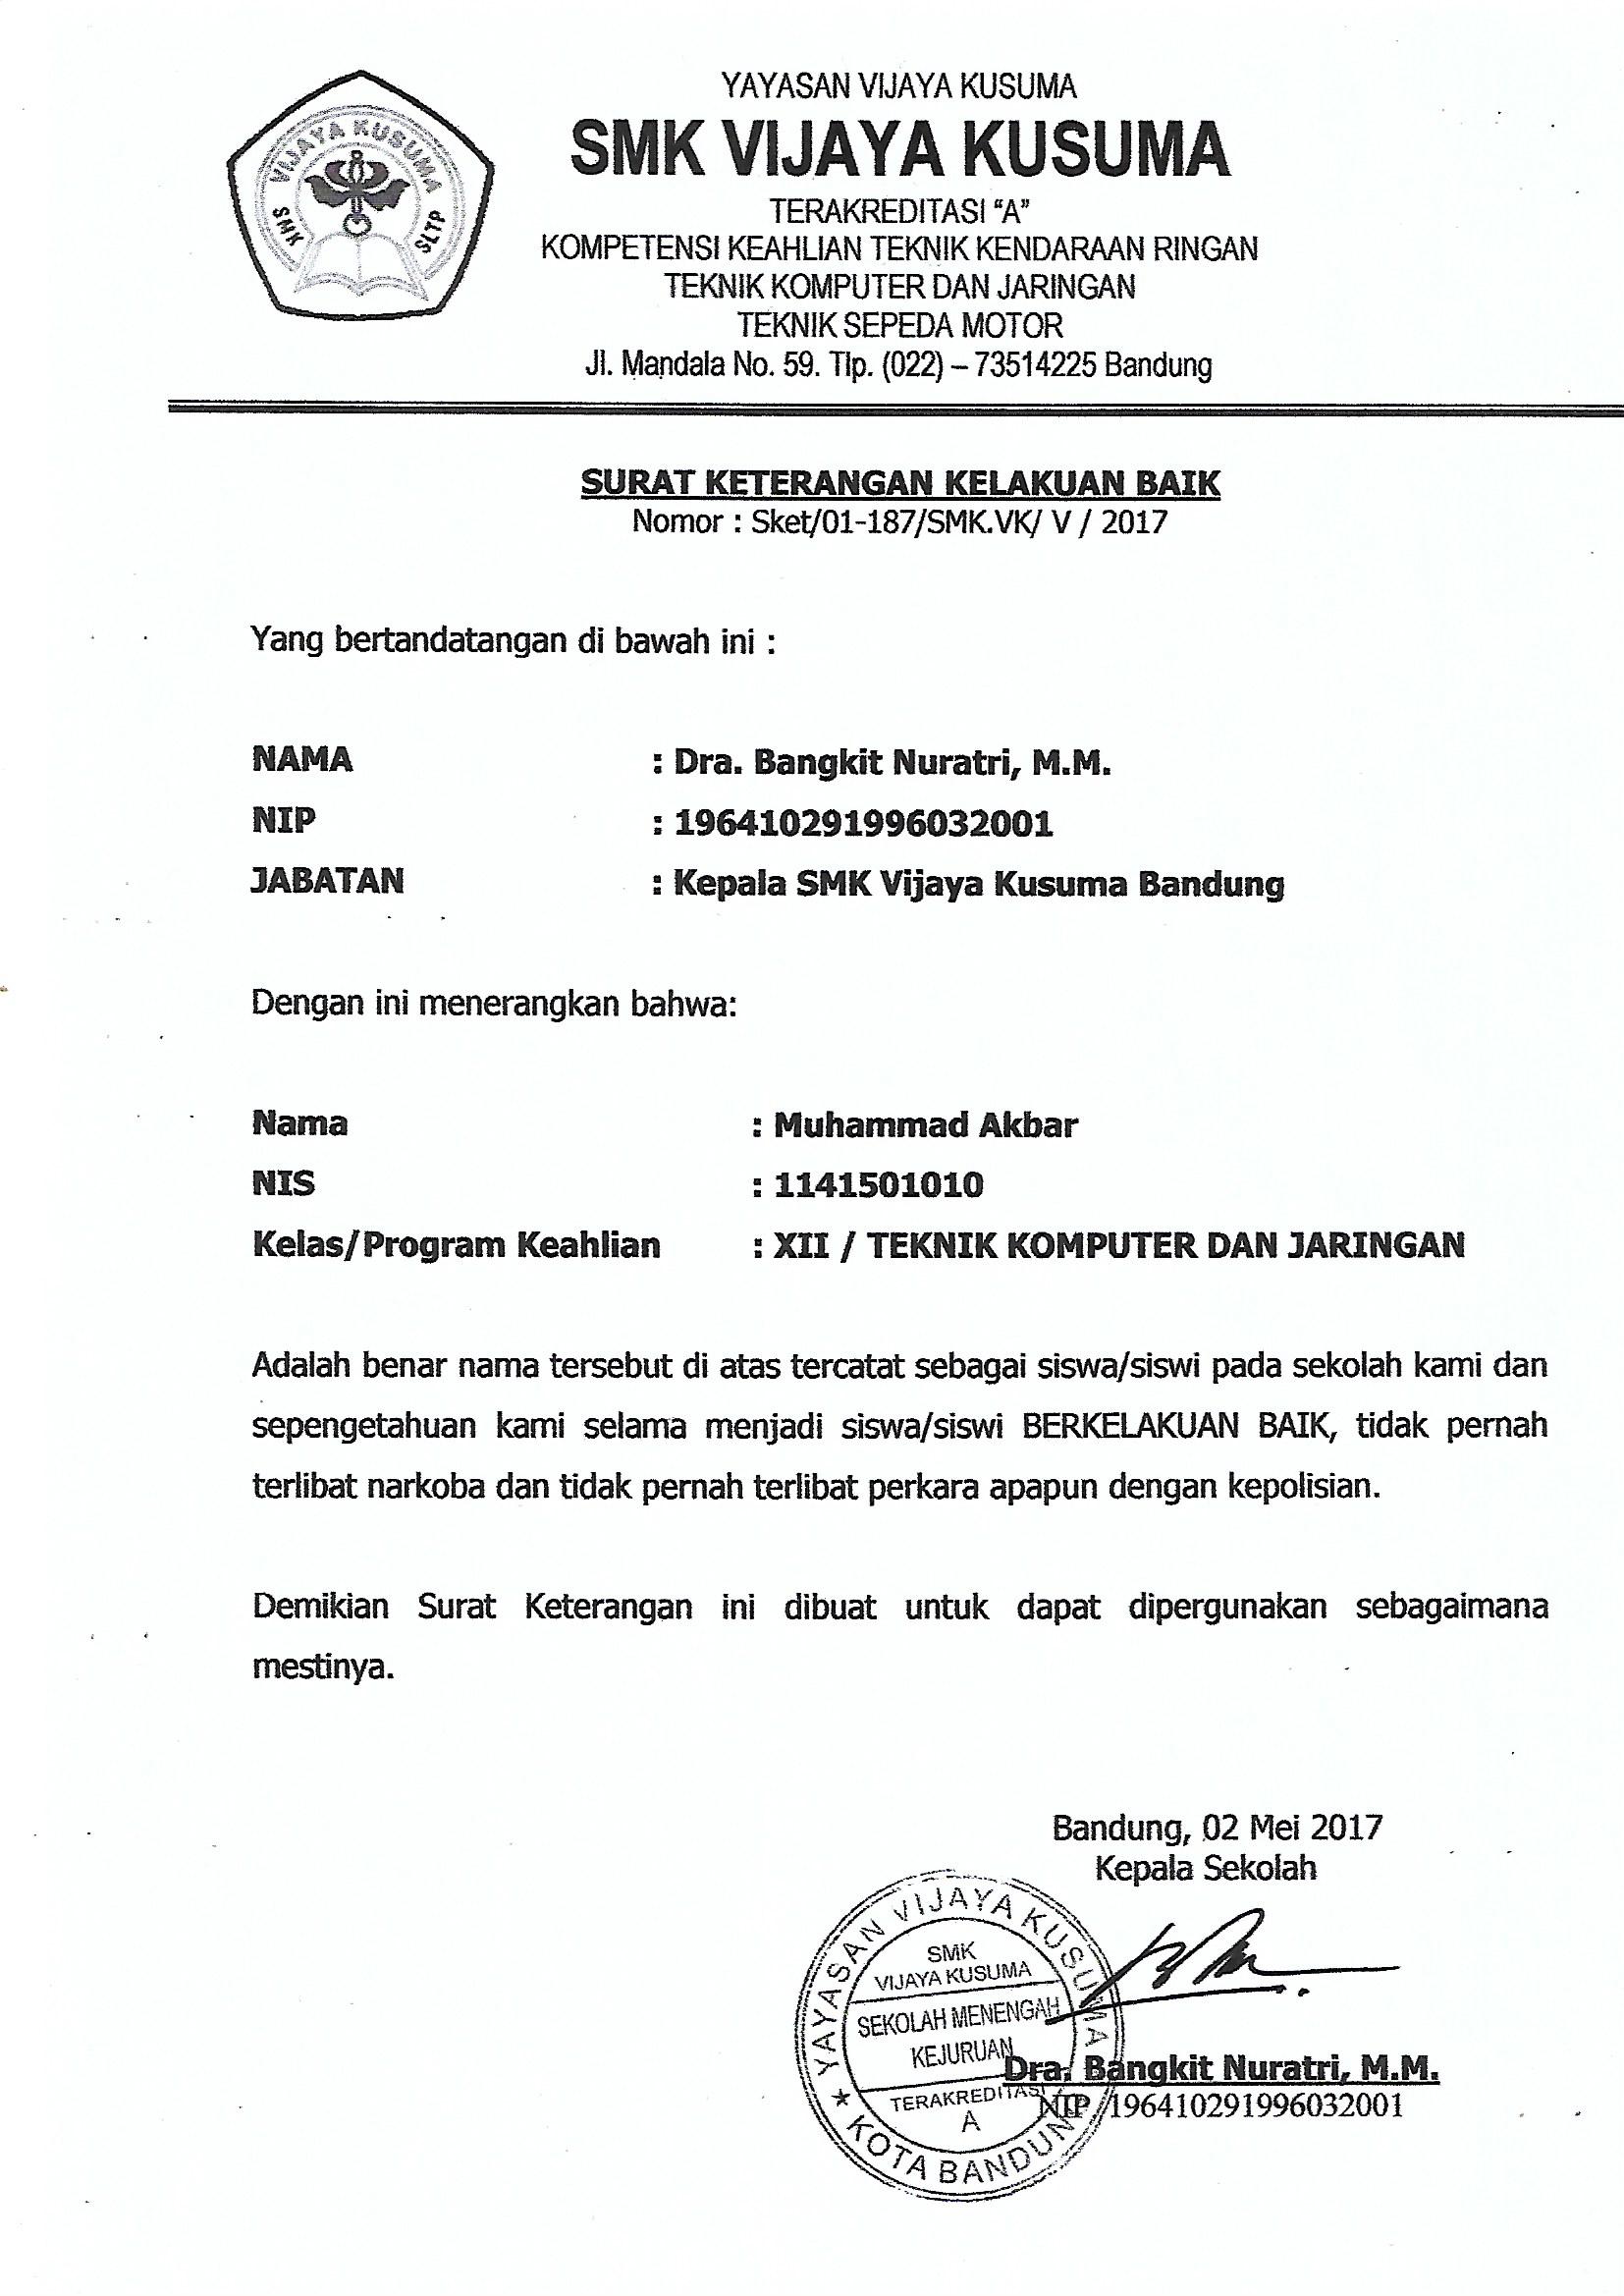 VIJAYA KUSUMA
SMK
SLTP
YAYASAN VIJAYA KUSUMA
SMK VIJAYA KUSUMA
TERAKREDITASI “A”
KOMPETENSI KEAHLIAN TEKNIK KENDARAAN RINGAN
TEKNIK KOMPUTER DAN JARINGAN
TEKNIK SEPEDA MOTOR
Jl. Mandala No. 59. Tlp. (022) – 73514225 Bandung
SURAT KETERANGAN KELAKUAN BAIK
Nomor : Sket/01-187/SMK.VK/ V / 2017
Yang bertandatangan di bawah ini :
NAMA : Dra. Bangkit Nuratri, M.M.
NIP : 196410291996032001
JABATAN : Kepala SMK Vijaya Kusuma Bandung
Dengan ini menerangkan bahwa:
Nama : Muhammad Akbar
NIS : 1141501010
Kelas/Program Keahlian : XII / TEKNIK KOMPUTER DAN JARINGAN
Adalah benar nama tersebut di atas tercatat sebagai siswa/siswi pada sekolah kami dan
sepengetahuan kami selama menjadi siswa/siswi BERKELAKUAN BAIK, tidak pernah
terlibat narkoba dan tidak pernah terlibat perkara apapun dengan kepolisian.
Demikian Surat Keterangan ini dibuat untuk dapat dipergunakan sebagaimana
mestinya.
Bandung, 02 Mei 2017
Kepala Sekolah
YAYASAN VIJAYA KUSUMA
SMK
VIJAYA KUSUMA
SEKOLAH MENENGAH
KEJURUAN
TERAKREDITASI
A
★ KOTA BANDUNG
Dra. Bangkit Nuratri, M.M.
NIP. 196410291996032001